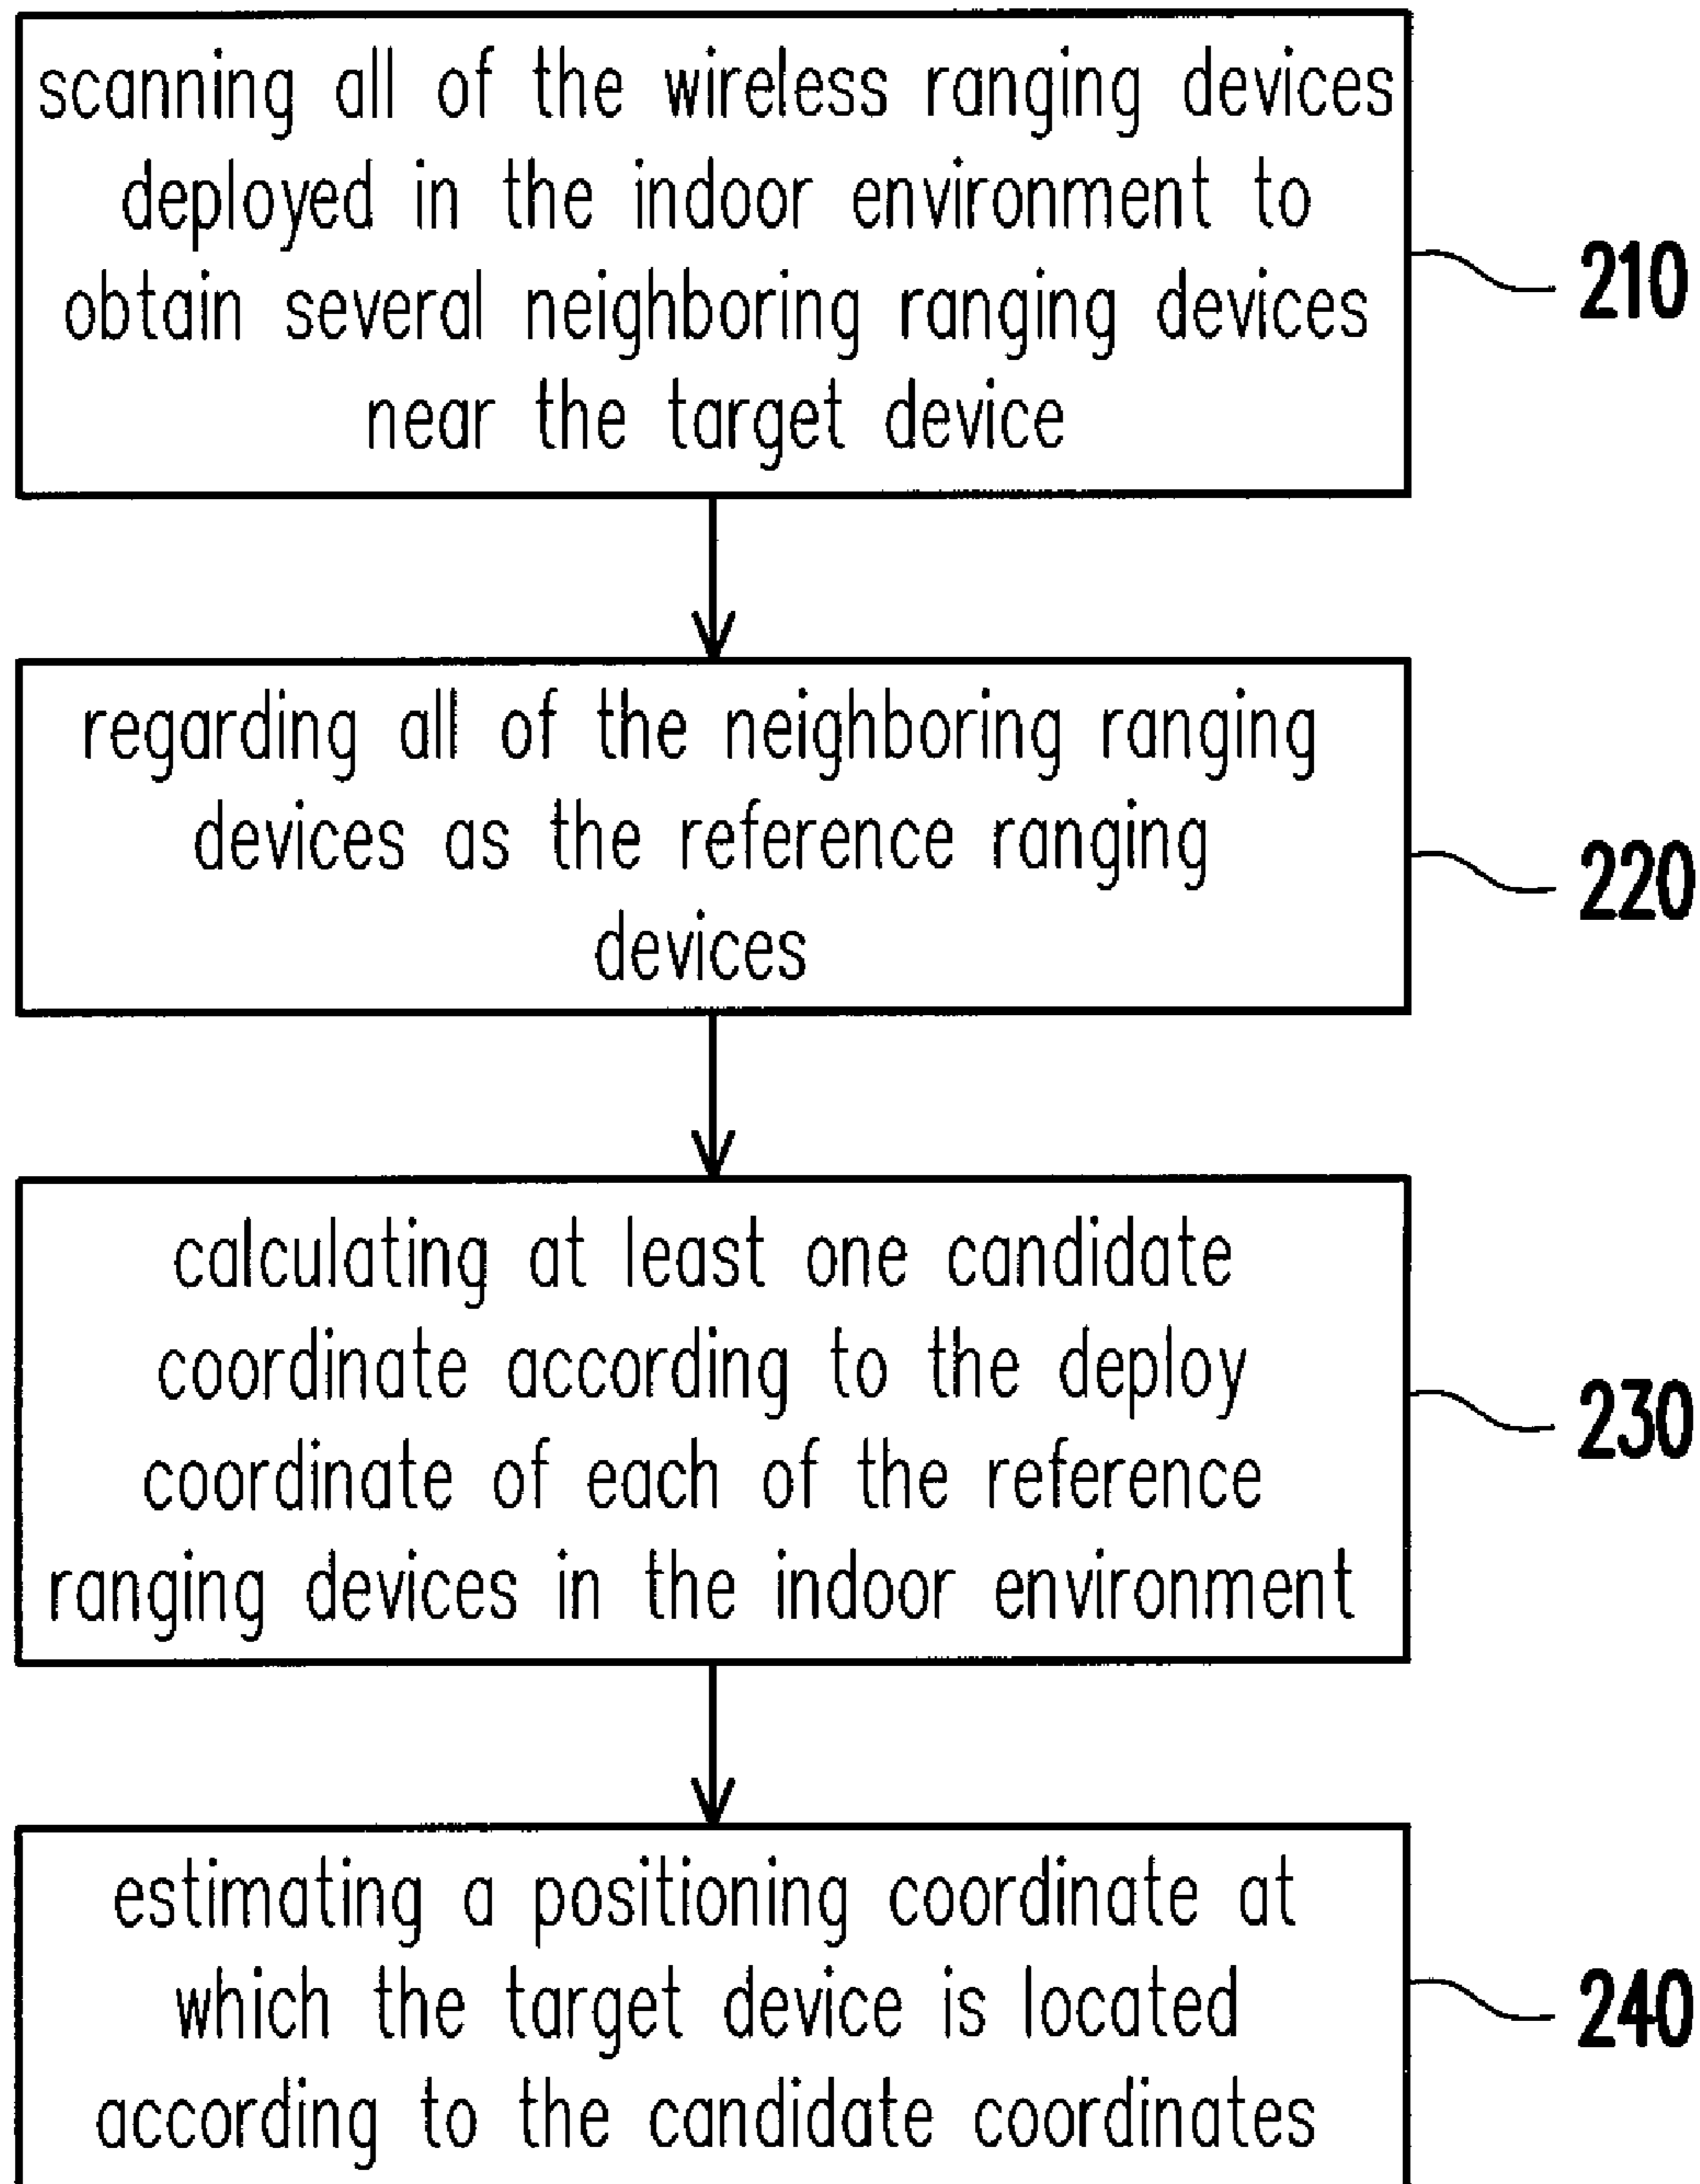 scanning all of the wireless ranging devices
deployed in the indoor environment to
obtain several neighboring ranging devices
near the target device
210
regarding all of the neighboring ranging
devices as the reference ranging
devices
220
calculating at least one candidate
coordinate according to the deploy
coordinate of each of the reference
ranging devices in the indoor environment
230
estimating a positioning coordinate at
which the target device is located
according to the candidate coordinates
240